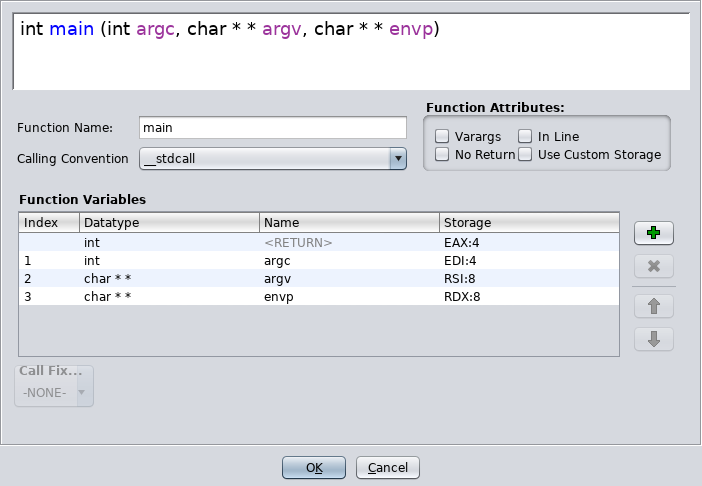 int main (int argc, char * * argv, char * * envp)
Function Attributes:
Function Name: main
Varargs In Line
Calling Convention __stdcall
No Return Use Custom Storage
Function Variables
Index Datatype Name Storage
int <RETURN> EAX:4
1 int argc EDI:4
2 char * * argv RSI:8
3 char * * envp RDX:8
Call Fix...
-NONE-
OK Cancel